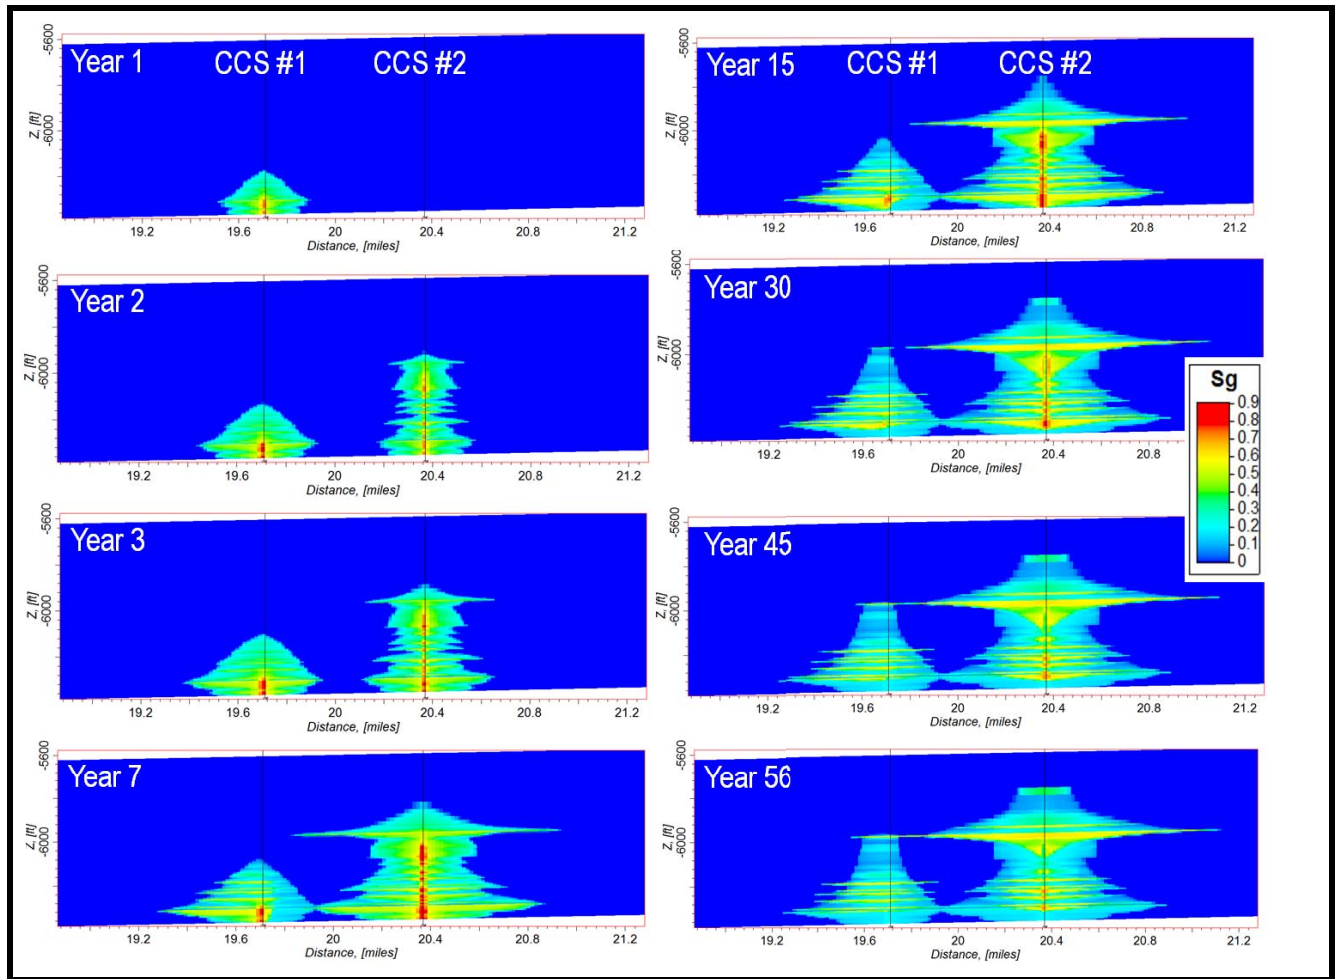 Year 1
CCS #1
CCS #2
-5600
-6000
Z, [ft]
19.2
19.6
20
20.4
20.8
21.2
Distance, [miles]
Year 2
-5600
-6000
Z, [ft]
19.2
19.6
20
20.4
20.8
21.2
Distance, [miles]
Year 3
-5600
-6000
Z, [ft]
19.2
19.6
20
20.4
20.8
21.2
Distance, [miles]
Year 7
-5600
-6000
Z, [ft]
19.2
19.6
20
20.4
20.8
21.2
Distance, [miles]
Year 15
CCS #1
CCS #2
-5600
-6000
Z, [ft]
19.2
19.6
20
20.4
20.8
21.2
Distance, [miles]
Year 30
-5600
-6000
Z, [ft]
19.2
19.6
20
20.4
20.8
Distance, [miles]
Sg
0.9
0.8
0.7
0.6
0.5
0.4
0.3
0.2
0.1
0
Year 45
-5600
-6000
Z, [ft]
19.2
19.6
20
20.4
20.8
21.2
Distance, [miles]
Year 56
-5600
-6000
Z, [ft]
19.2
19.6
20
20.4
20.8
21.2
Distance, [miles]